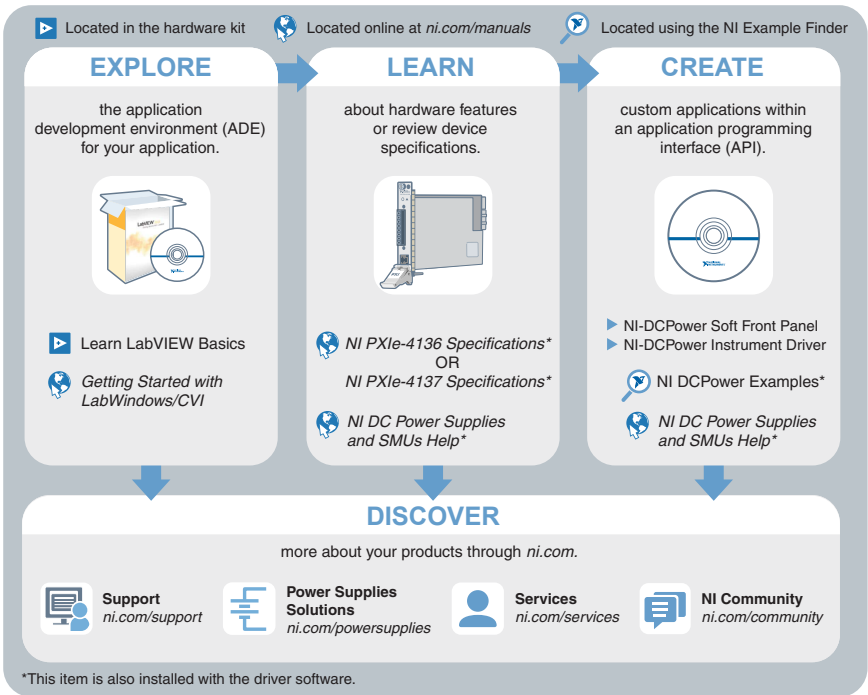 Located in the hardware kit
Located online at ni.com/manuals
Located using the NI Example Finder
EXPLORE
the application
development environment (ADE)
for your application.
LabVIEW
Learn LabVIEW Basics
Getting Started with
LabWindows/CVI
LEARN
about hardware features
or review device
specifications.
NI PXIe-4136 Specifications*
OR
NI PXIe-4137 Specifications*
NI DC Power Supplies
and SMUs Help*
CREATE
custom applications within
an application programming
interface (API).
NI-DCPower Soft Front Panel
NI-DCPower Instrument Driver
NI DCPower Examples*
NI DC Power Supplies
and SMUs Help*
DISCOVER
more about your products through ni.com.
Support
ni.com/support
Power Supplies
Solutions
ni.com/powersupplies
Services
ni.com/services
NI Community
ni.com/community
*This item is also installed with the driver software.